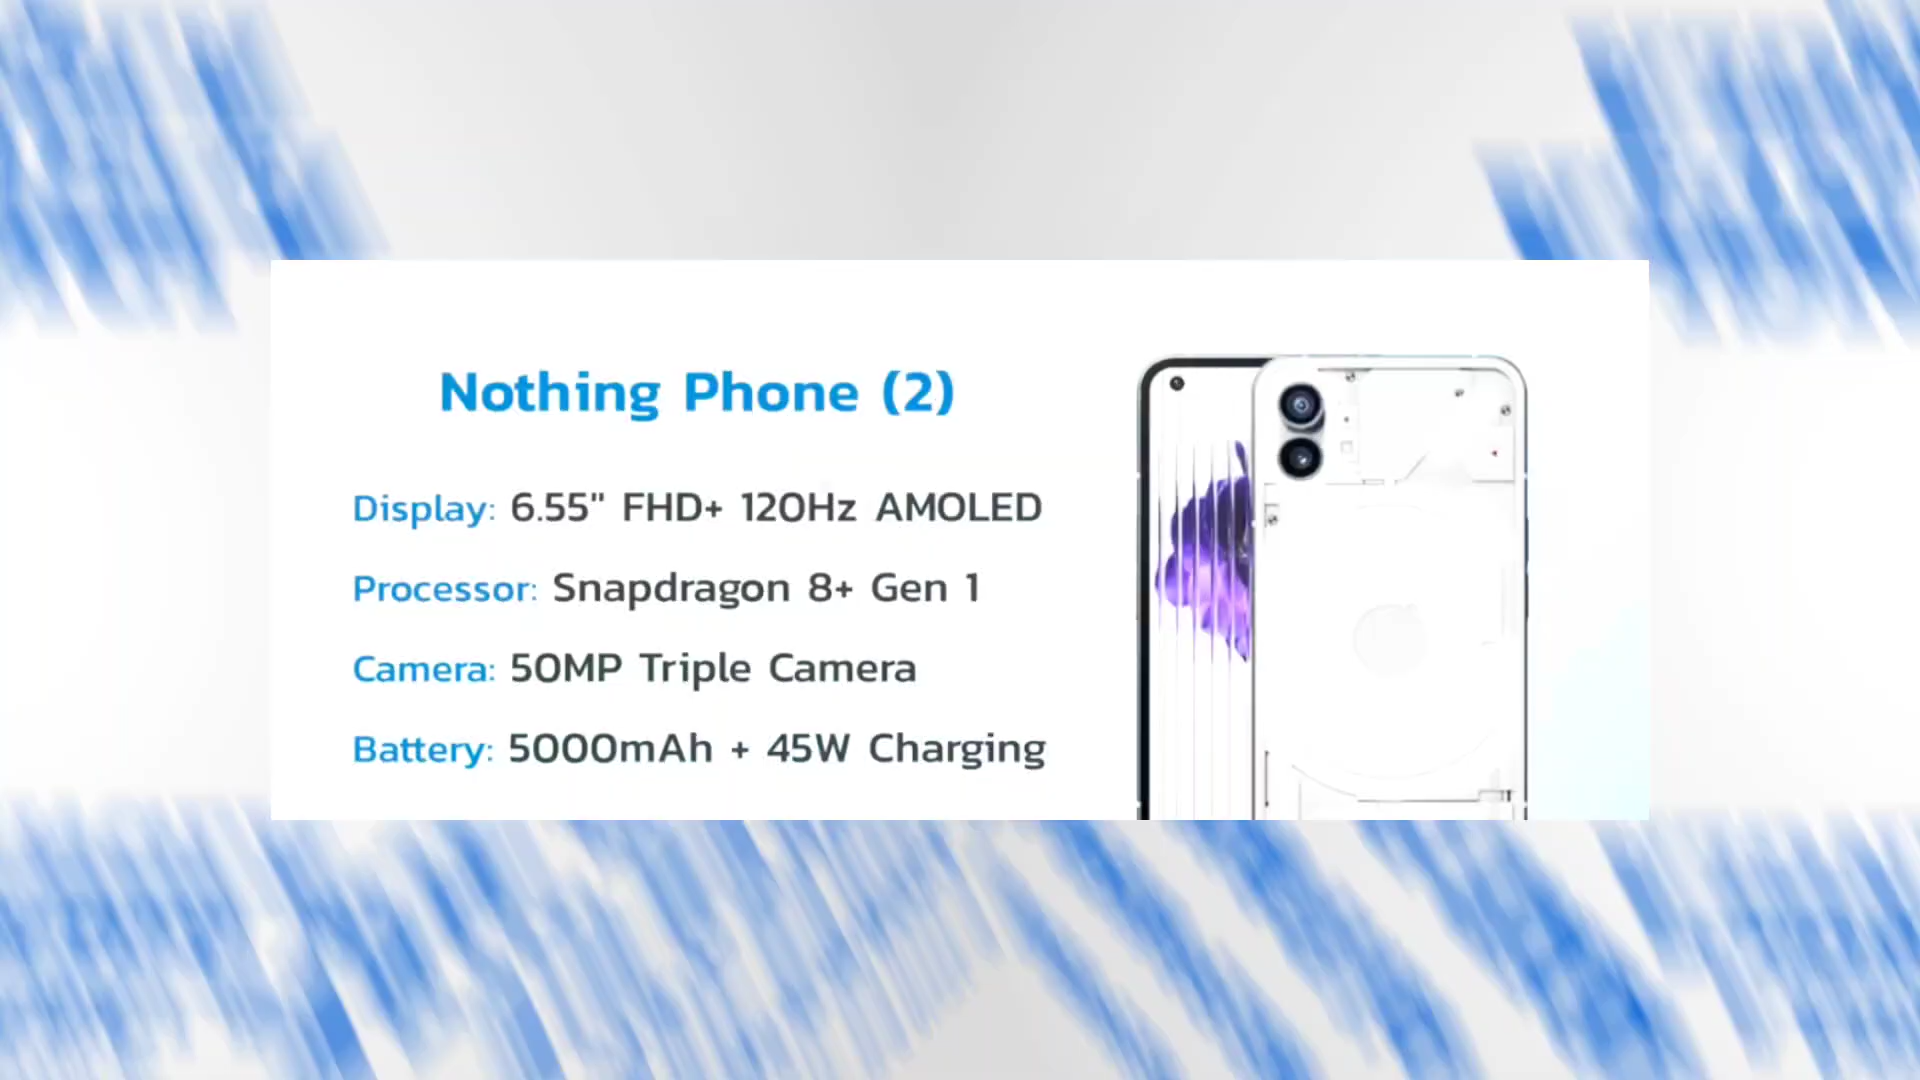 Nothing Phone (2)
Display: 6.55" FHD+ 120Hz AMOLED
Processor: Snapdragon 8+ Gen 1
Camera: 50MP Triple Camera
Battery: 5000mAh + 45W Charging